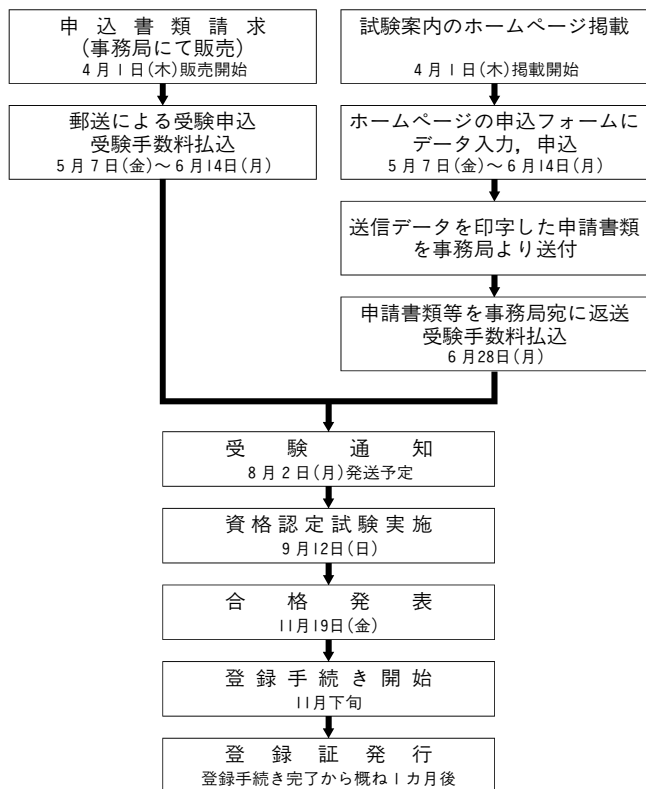 申込書類請求
(事務局にて販売)
4月1日(木)販売開始
郵送による受験申込
受験手数料払込
5月7日(金)～6月14日(月)
試験案内のホームページ掲載
4月1日(木)掲載開始
ホームページの申込フォームに
データ入力，申込
5月7日(金)～6月14日(月)
送信データを印字した申請書類
を事務局より送付
申請書類等を事務局宛に返送
受験手数料払込
6月28日(月)
受験通知
8月2日(月)発送予定
資格認定試験実施
9月12日(日)
合格発表
11月19日(金)
登録手続き開始
11月下旬
登録証発行
登録手続き完了から概ね1カ月後